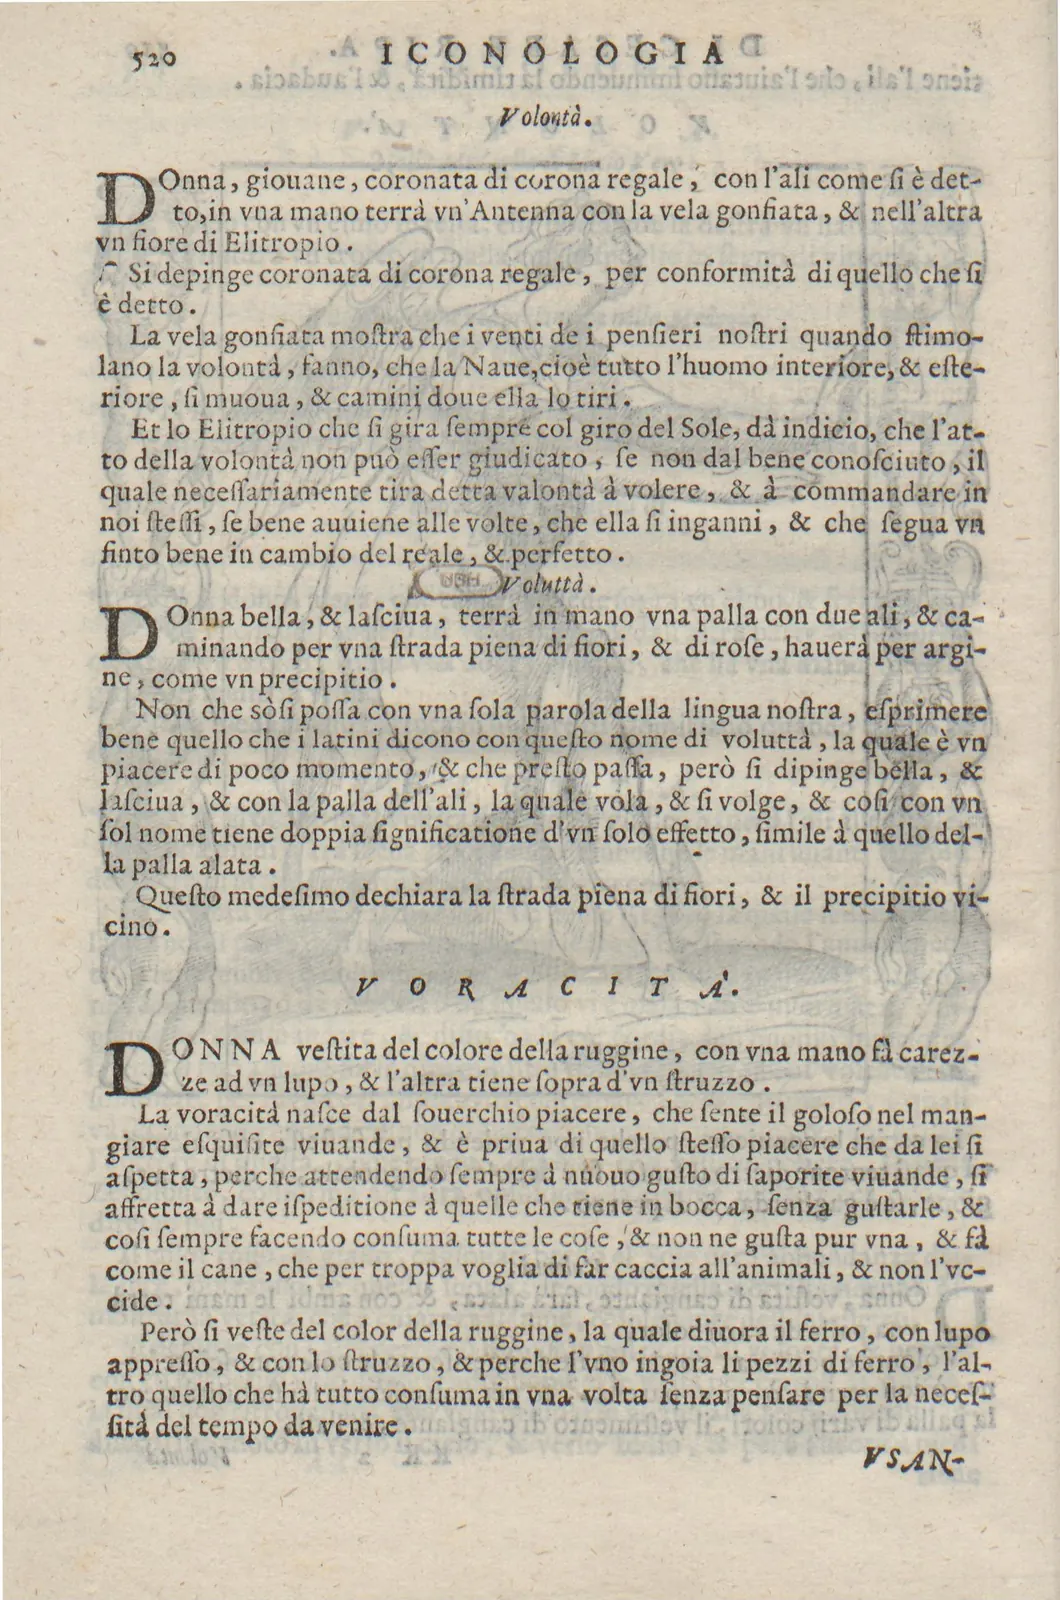 520 ICONOLOGIA
Volontà.
DOnna, giouane, coronata di corona regale, con l'ali come ſi è det-
to,in vna mano terrà vn'Antenna con la vela gonfiata, & nell'altra
vn fiore di Elitropio.
Si depinge coronata di corona regale, per conformità di quello che ſi
è detto.
La vela gonfiata moſtra che i venti de i penſieri noſtri quando ſtimo-
lano la volontà, fanno, che la Naue,cioè tutto l'huomo interiore, & eſte-
riore, ſi muoua, & camini doue ella lo tiri.
Et lo Elitropio che ſi gira ſempre col giro del Sole, dà indicio, che l'at-
to della volontà non può eſſer giudicato, ſe non dal bene conoſciuto, il
quale neceſſariamente tira detta valontà à volere, & à commandare in
noi ſteſſi, ſe bene auuiene alle volte, che ella ſi inganni, & che ſegua vn
finto bene in cambio del reale, & perfetto.
Voluttà.
DOnna bella, & laſciua, terrà in mano vna palla con due ali, & ca-
minando per vna ſtrada piena di fiori, & di roſe, hauerà per argi-
ne, come vn precipitio.
Non che sò ſi poſſa con vna ſola parola della lingua noſtra, eſprimere
bene quello che i latini dicono con queſto nome di voluttà, la quale è vn
piacere di poco momento, & che preſto paſſa, però ſi dipinge bella, &
laſciua, & con la palla dell'ali, la quale vola, & ſi volge, & coſi con vn
ſol nome tiene doppia ſignificatione d'vn ſolo effetto, ſimile à quello del-
la palla alata.
Queſto medeſimo dechiara la ſtrada piena di fiori, & il precipitio vi-
cino.
VORACITÀ.
DONNA veſtita del colore della ruggine, con vna mano fà carez-
ze ad vn lupo, & l'altra tiene ſopra d'vn ſtruzzo.
La voracità naſce dal ſouerchio piacere, che ſente il goloſo nel man-
giare eſquiſite viuande, & è priua di quello ſteſſo piacere che da lei ſi
aſpetta, perche attendendo ſempre à nuouo guſto di ſaporite viuande, ſi
affretta à dare iſpeditione à quelle che tiene in bocca, ſenza guſtarle, &
coſi ſempre facendo conſuma tutte le coſe, & non ne guſta pur vna, & fà
come il cane, che per troppa voglia di far caccia all'animali, & non l'vc-
cide.
Però ſi veſte del color della ruggine, la quale diuora il ferro, con lupo
appreſſo, & con lo ſtruzzo, & perche l'vno ingoia li pezzi di ferro, l'al-
tro quello che hà tutto conſuma in vna volta ſenza penſare per la neceſ-
ſità del tempo da venire.
VSAN-